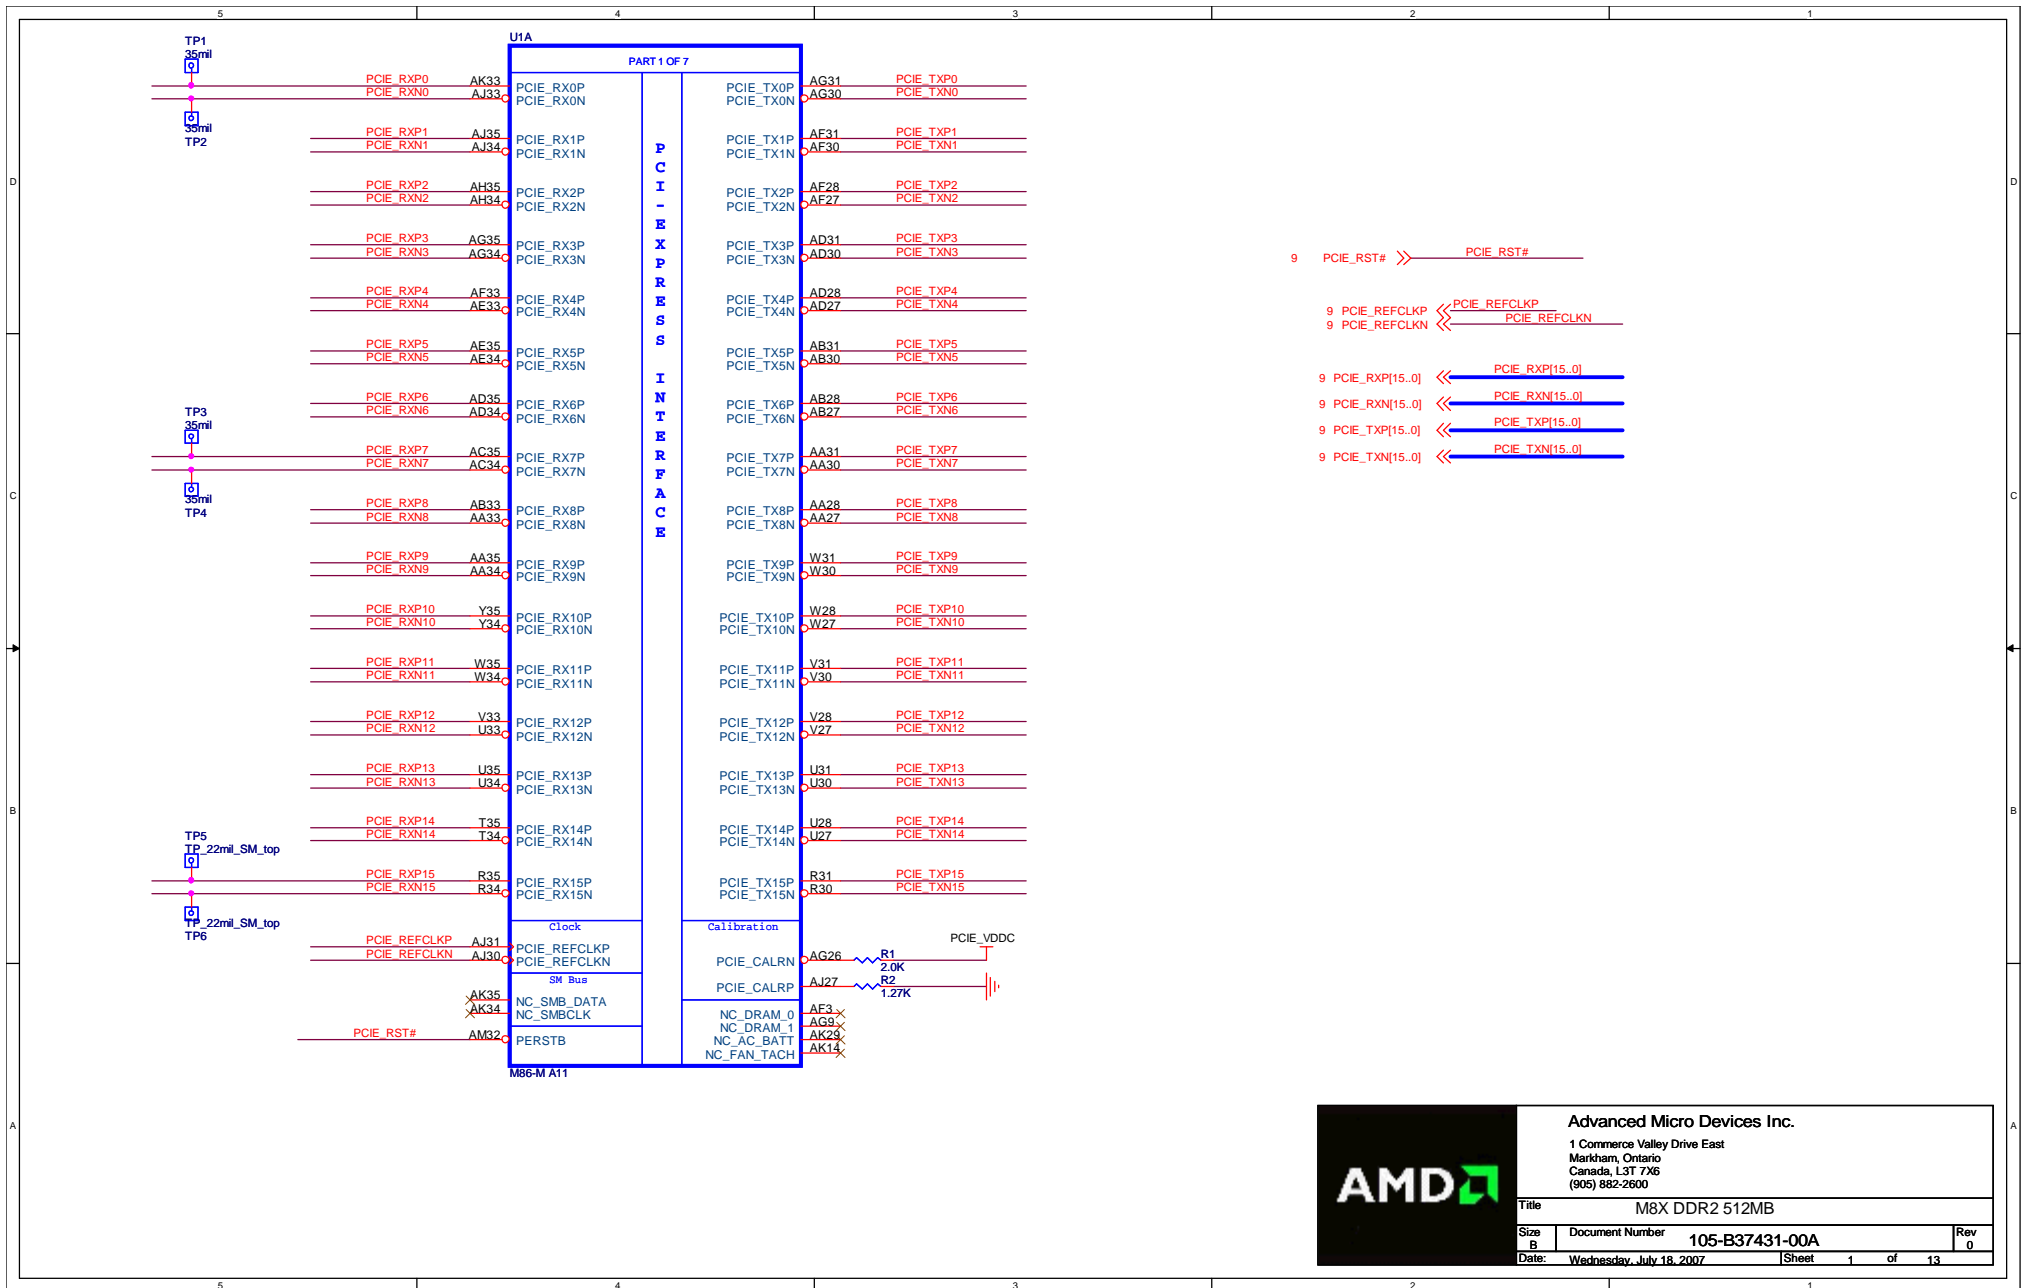 5 4 3 2 1
TP1
35mil
35mil
TP2
U1A
PART 1 OF 7
PCIE_RXP0 AK33 PCIE_RX0P PCIE_TX0P AG31 PCIE_TXP0
PCIE_RXN0 AJ33 PCIE_RX0N PCIE_TX0N AG30 PCIE_TXN0
PCIE_RXP1 AJ35 PCIE_RX1P PCIE_TX1P AF31 PCIE_TXP1
PCIE_RXN1 AJ34 PCIE_RX1N PCIE_TX1N AF30 PCIE_TXN1
PCIE_RXP2 AH35 PCIE_RX2P PCIE_TX2P AF28 PCIE_TXP2
PCIE_RXN2 AH34 PCIE_RX2N PCIE_TX2N AF27 PCIE_TXN2
PCIE_RXP3 AG35 PCIE_RX3P PCIE_TX3P AD31 PCIE_TXP3
PCIE_RXN3 AG34 PCIE_RX3N PCIE_TX3N AD30 PCIE_TXN3
PCIE_RXP4 AF33 PCIE_RX4P PCIE_TX4P AD28 PCIE_TXP4
PCIE_RXN4 AE33 PCIE_RX4N PCIE_TX4N AD27 PCIE_TXN4
PCIE_RXP5 AE35 PCIE_RX5P PCIE_TX5P AB31 PCIE_TXP5
PCIE_RXN5 AE34 PCIE_RX5N PCIE_TX5N AB30 PCIE_TXN5
PCIE_RXP6 AD35 PCIE_RX6P PCIE_TX6P AB28 PCIE_TXP6
PCIE_RXN6 AD34 PCIE_RX6N PCIE_TX6N AB27 PCIE_TXN6
TP3
35mil
PCIE_RXP7 AC35 PCIE_RX7P PCIE_TX7P AA31 PCIE_TXP7
PCIE_RXN7 AC34 PCIE_RX7N PCIE_TX7N AA30 PCIE_TXN7
35mil
TP4
PCIE_RXP8 AB33 PCIE_RX8P PCIE_TX8P AA28 PCIE_TXP8
PCIE_RXN8 AA33 PCIE_RX8N PCIE_TX8N AA27 PCIE_TXN8
PCIE_RXP9 AA35 PCIE_RX9P PCIE_TX9P W31 PCIE_TXP9
PCIE_RXN9 AA34 PCIE_RX9N PCIE_TX9N W30 PCIE_TXN9
PCIE_RXP10 Y35 PCIE_RX10P PCIE_TX10P W28 PCIE_TXP10
PCIE_RXN10 Y34 PCIE_RX10N PCIE_TX10N W27 PCIE_TXN10
PCIE_RXP11 W35 PCIE_RX11P PCIE_TX11P V31 PCIE_TXP11
PCIE_RXN11 W34 PCIE_RX11N PCIE_TX11N V30 PCIE_TXN11
PCIE_RXP12 V33 PCIE_RX12P PCIE_TX12P V28 PCIE_TXP12
PCIE_RXN12 U33 PCIE_RX12N PCIE_TX12N V27 PCIE_TXN12
PCIE_RXP13 U35 PCIE_RX13P PCIE_TX13P U31 PCIE_TXP13
PCIE_RXN13 U34 PCIE_RX13N PCIE_TX13N U30 PCIE_TXN13
PCIE_RXP14 T35 PCIE_RX14P PCIE_TX14P U28 PCIE_TXP14
PCIE_RXN14 T34 PCIE_RX14N PCIE_TX14N U27 PCIE_TXN14
TP5
TP_22mil_SM_top
PCIE_RXP15 R35 PCIE_RX15P PCIE_TX15P R31 PCIE_TXP15
PCIE_RXN15 R34 PCIE_RX15N PCIE_TX15N R30 PCIE_TXN15
TP_22mil_SM_top
TP6
PCI-EXPRESS INTERFACE
Clock
PCIE_REFCLKP AJ31 PCIE_REFCLKP
PCIE_REFCLKN AJ30 PCIE_REFCLKN
SM Bus
AK35 NC_SMB_DATA
AK34 NC_SMBCLK
PCIE_RST# AM32 PERSTB
Calibration
PCIE_VDDC
PCIE_CALRN AG26 R1
2.0K
PCIE_CALRP AJ27 R2
1.27K
NC_DRAM_0 AF3
NC_DRAM_1 AG9
NC_AC_BATT AK29
NC_FAN_TACH AK14
M86-M A11
9 PCIE_RST# PCIE_RST#
9 PCIE_REFCLKP PCIE_REFCLKP
9 PCIE_REFCLKN PCIE_REFCLKN
9 PCIE_RXP[15..0] PCIE_RXP[15..0]
9 PCIE_RXN[15..0] PCIE_RXN[15..0]
9 PCIE_TXP[15..0] PCIE_TXP[15..0]
9 PCIE_TXN[15..0] PCIE_TXN[15..0]
D D
C C
B B
A A
AMD
Advanced Micro Devices Inc.
1 Commerce Valley Drive East
Markham, Ontario
Canada, L3T 7X6
(905) 882-2600
Title M8X DDR2 512MB
Size B Document Number 105-B37431-00A Rev 0
Date: Wednesday, July 18, 2007 Sheet 1 of 13
5 4 3 2 1